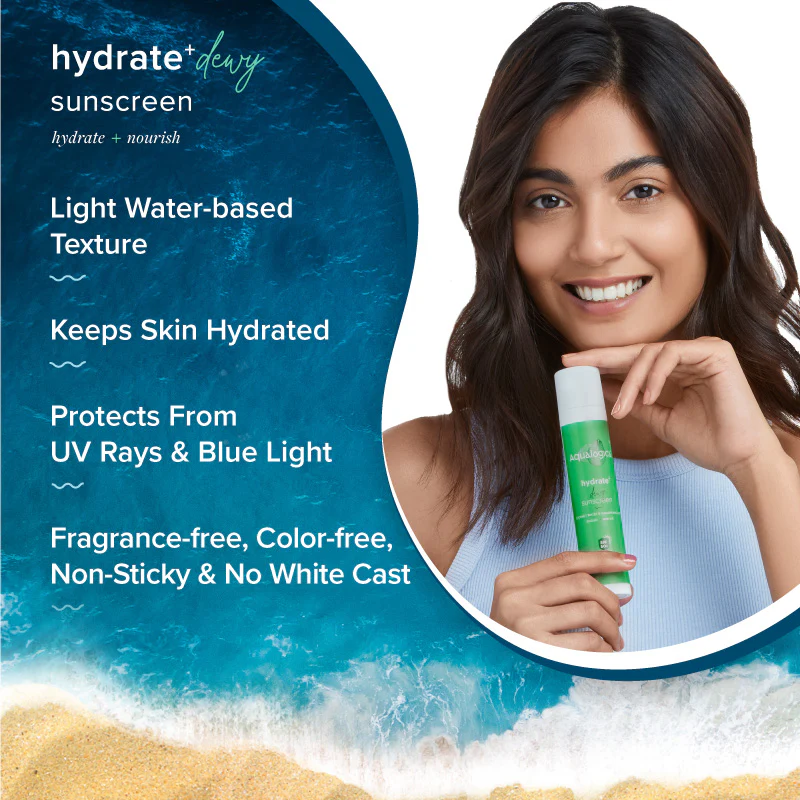 hydrate+ dewy
sunscreen
hydrate + nourish
Light Water-based
Texture
Keeps Skin Hydrated
Protects From
UV Rays & Blue Light
Fragrance-free, Color-free,
Non-Sticky & No White Cast
Aqualogica
hydrate+
sunscreen